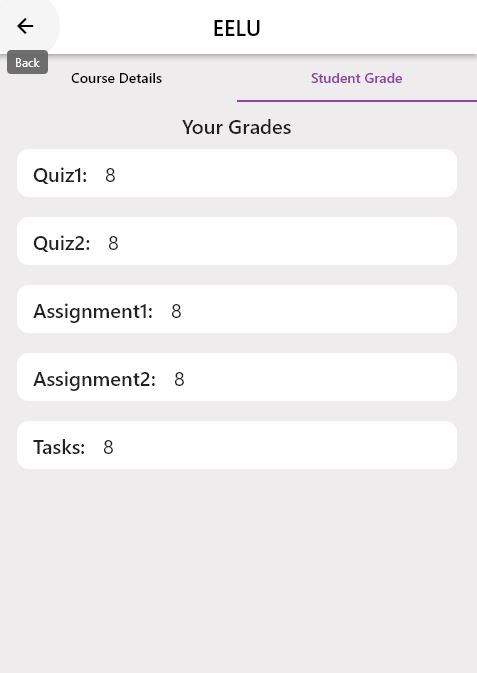 EELU
Back
Course Details
Student Grade
Your Grades
Quiz1: 8
Quiz2: 8
Assignment1: 8
Assignment2: 8
Tasks: 8